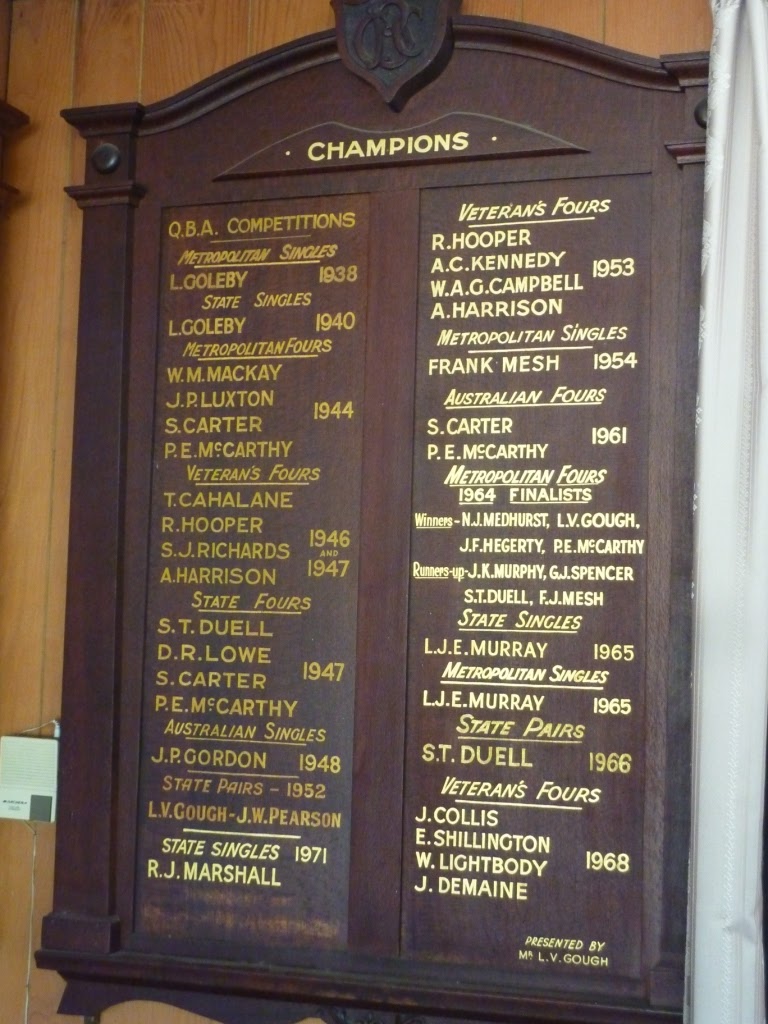 CHAMPIONS
Q.B.A. COMPETITIONS
METROPOLITAN SINGLES
L.GOLEBY 1938
STATE SINGLES
L.GOLEBY 1940
METROPOLITAN FOURS
W.M.MACKAY
J.P.LUXTON
S.CARTER 1944
P.E.McCARTHY
VETERAN'S FOURS
T.CAHALANE
R.HOOPER
S.J.RICHARDS 1946 AND
A.HARRISON 1947
STATE FOURS
S.T.DUELL
D.R.LOWE
S.CARTER 1947
P.E.McCARTHY
AUSTRALIAN SINGLES
J.P.GORDON 1948
STATE PAIRS - 1952
L.V.GOUGH-J.W.PEARSON
STATE SINGLES 1971
R.J.MARSHALL
VETERAN'S FOURS
R.HOOPER
A.C.KENNEDY 1953
W.A.G.CAMPBELL
A.HARRISON
METROPOLITAN SINGLES
FRANK MESH 1954
AUSTRALIAN FOURS
S.CARTER 1961
P.E.McCARTHY
METROPOLITAN FOURS
1964 FINALISTS
Winners-N.J.MEDHURST, L.V.GOUGH,
J.F.HEGERTY, P.E.McCARTHY
Runners-up-J.K.MURPHY, G.J.SPENCER
S.T.DUELL, F.J.MESH
STATE SINGLES
L.J.E.MURRAY 1965
METROPOLITAN SINGLES
L.J.E.MURRAY 1965
STATE PAIRS
S.T.DUELL 1966
VETERAN'S FOURS
J.COLLIS
E.SHILLINGTON
W.LIGHTBODY 1968
J.DEMAINE
PRESENTED BY
MR L.V.GOUGH